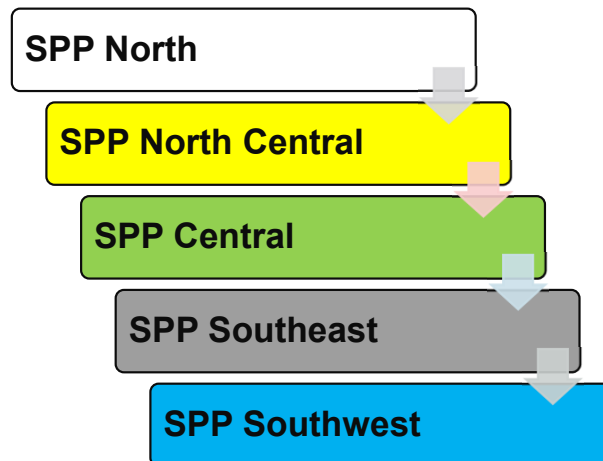 SPP North
SPP North Central
SPP Central
SPP Southeast
SPP Southwest